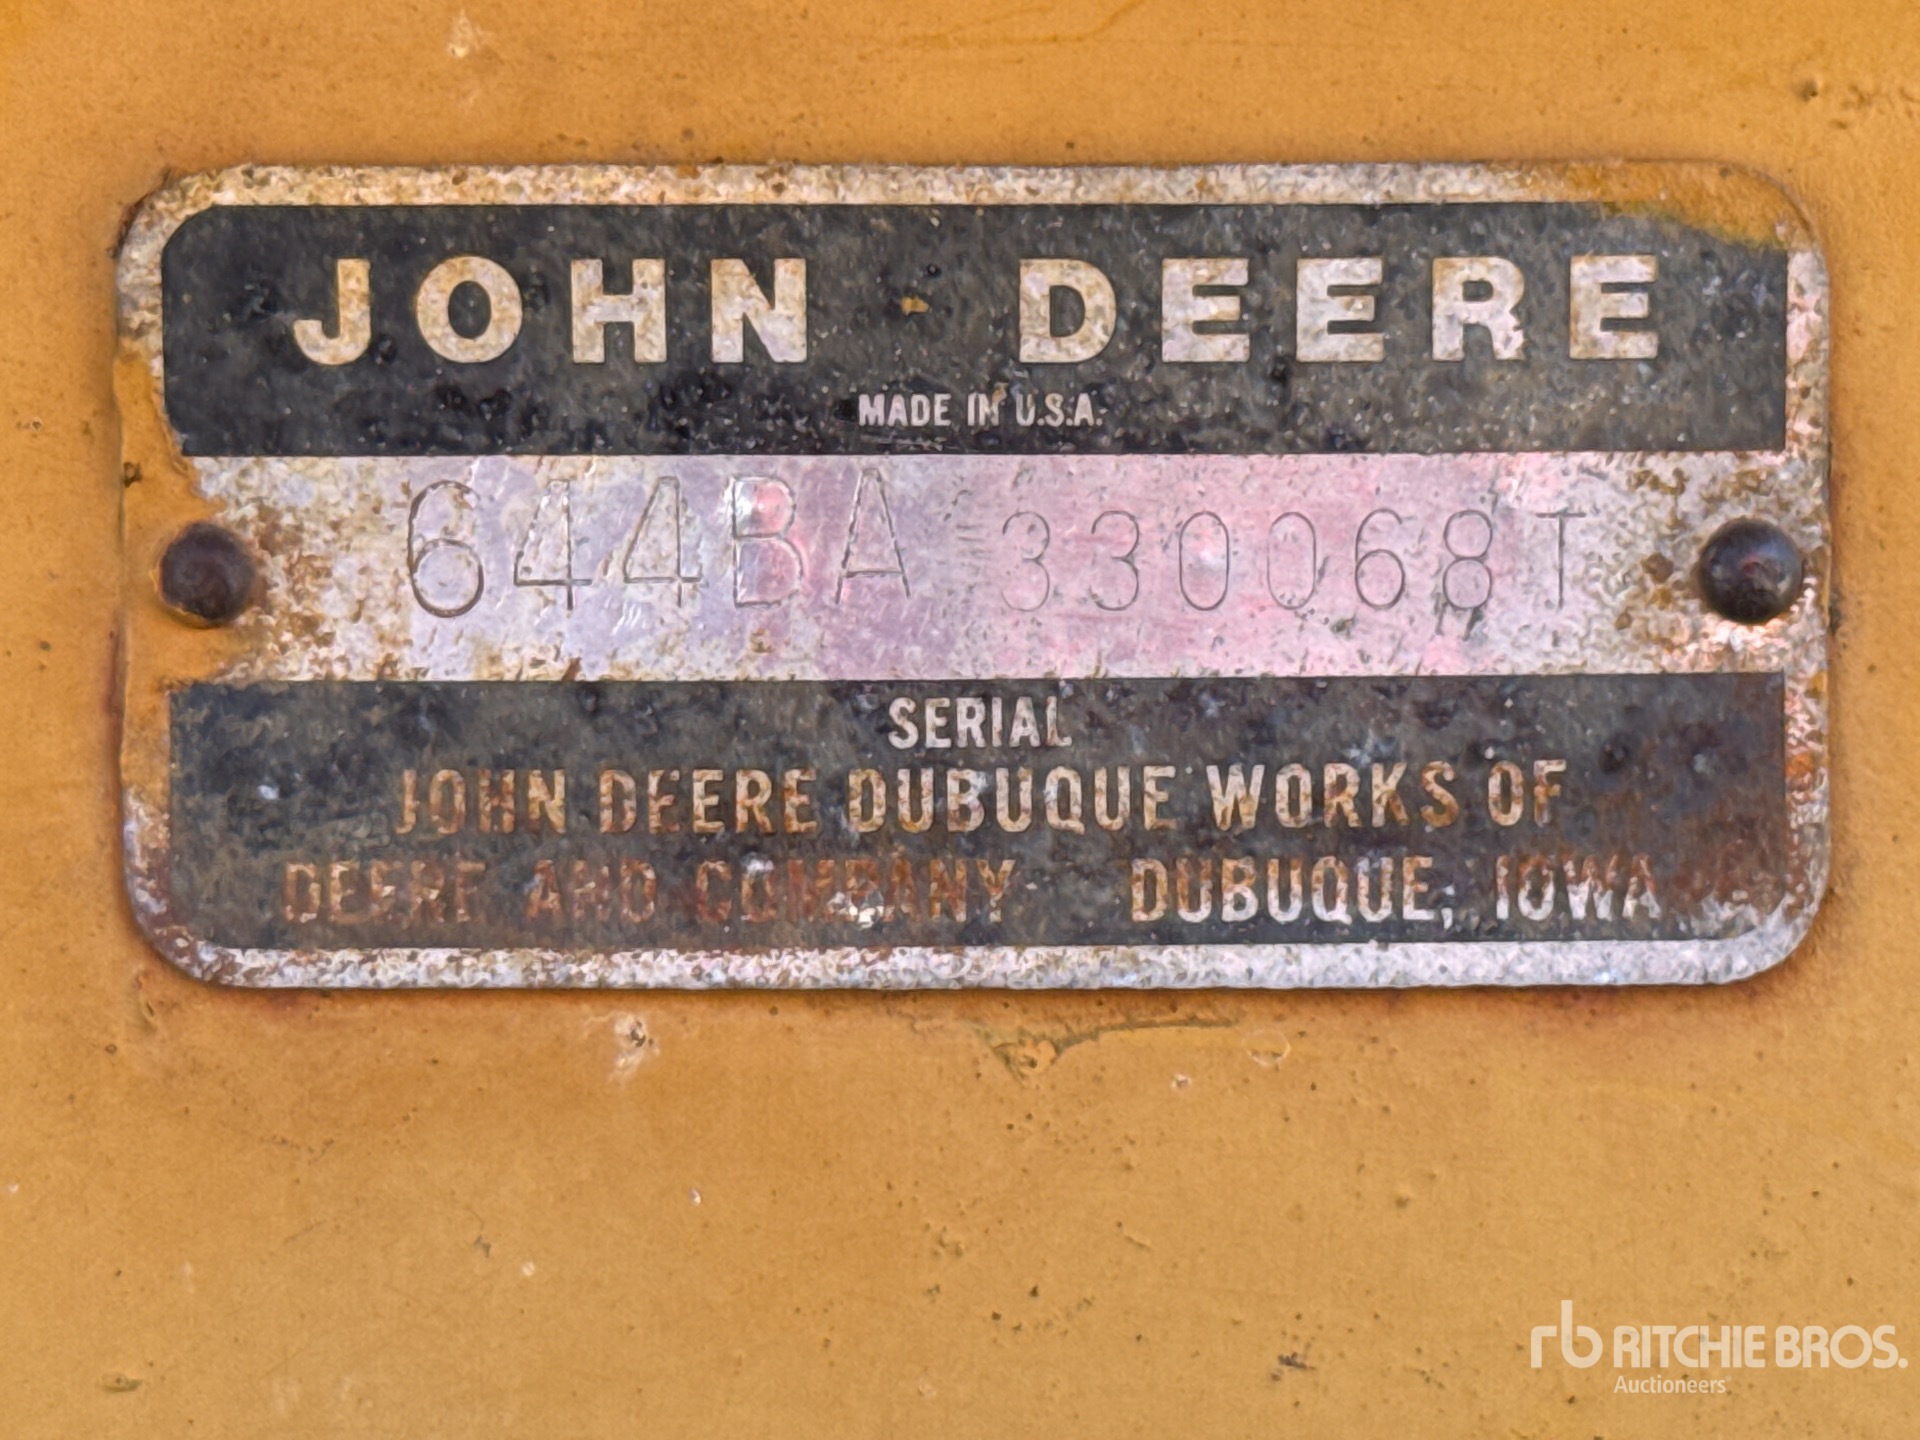 JOHN DEERE
MADE IN U.S.A.
644BA 330068T
SERIAL
JOHN DEERE DUBUQUE WORKS OF
DEERE AND COMPANY DUBUQUE, IOWA
rb RITCHIE BROS.
Auctioneers